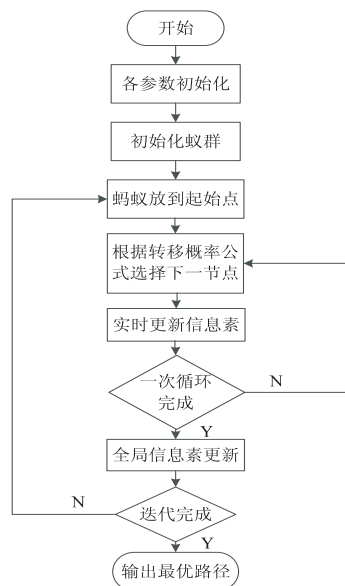 开始
各参数初始化
初始化蚁群
蚂蚁放到起始点
根据转移概率公
式选择下一节点
实时更新信息素
一次循环
完成
N
Y
全局信息素更新
N
迭代完成
Y
输出最优路径